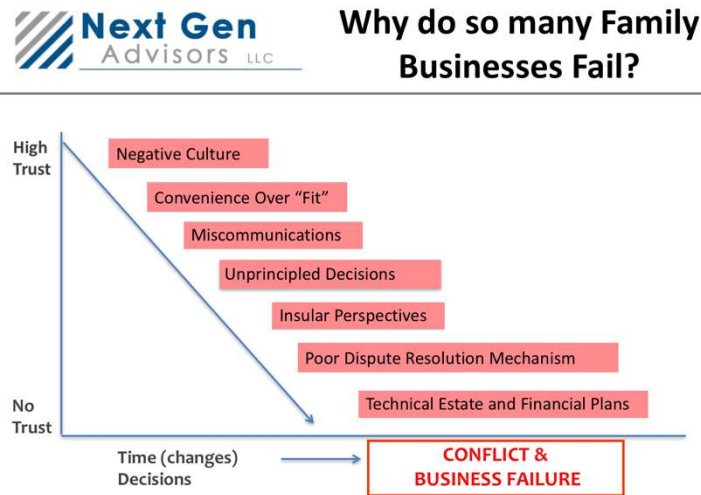 Next Gen
Advisors LLC
Why do so many Family
Businesses Fail?
High
Trust
Negative Culture
Convenience Over “Fit”
Miscommunications
Unprincipled Decisions
Insular Perspectives
Poor Dispute Resolution Mechanism
Technical Estate and Financial Plans
No
Trust
Time (changes)
Decisions
CONFLICT &
BUSINESS FAILURE